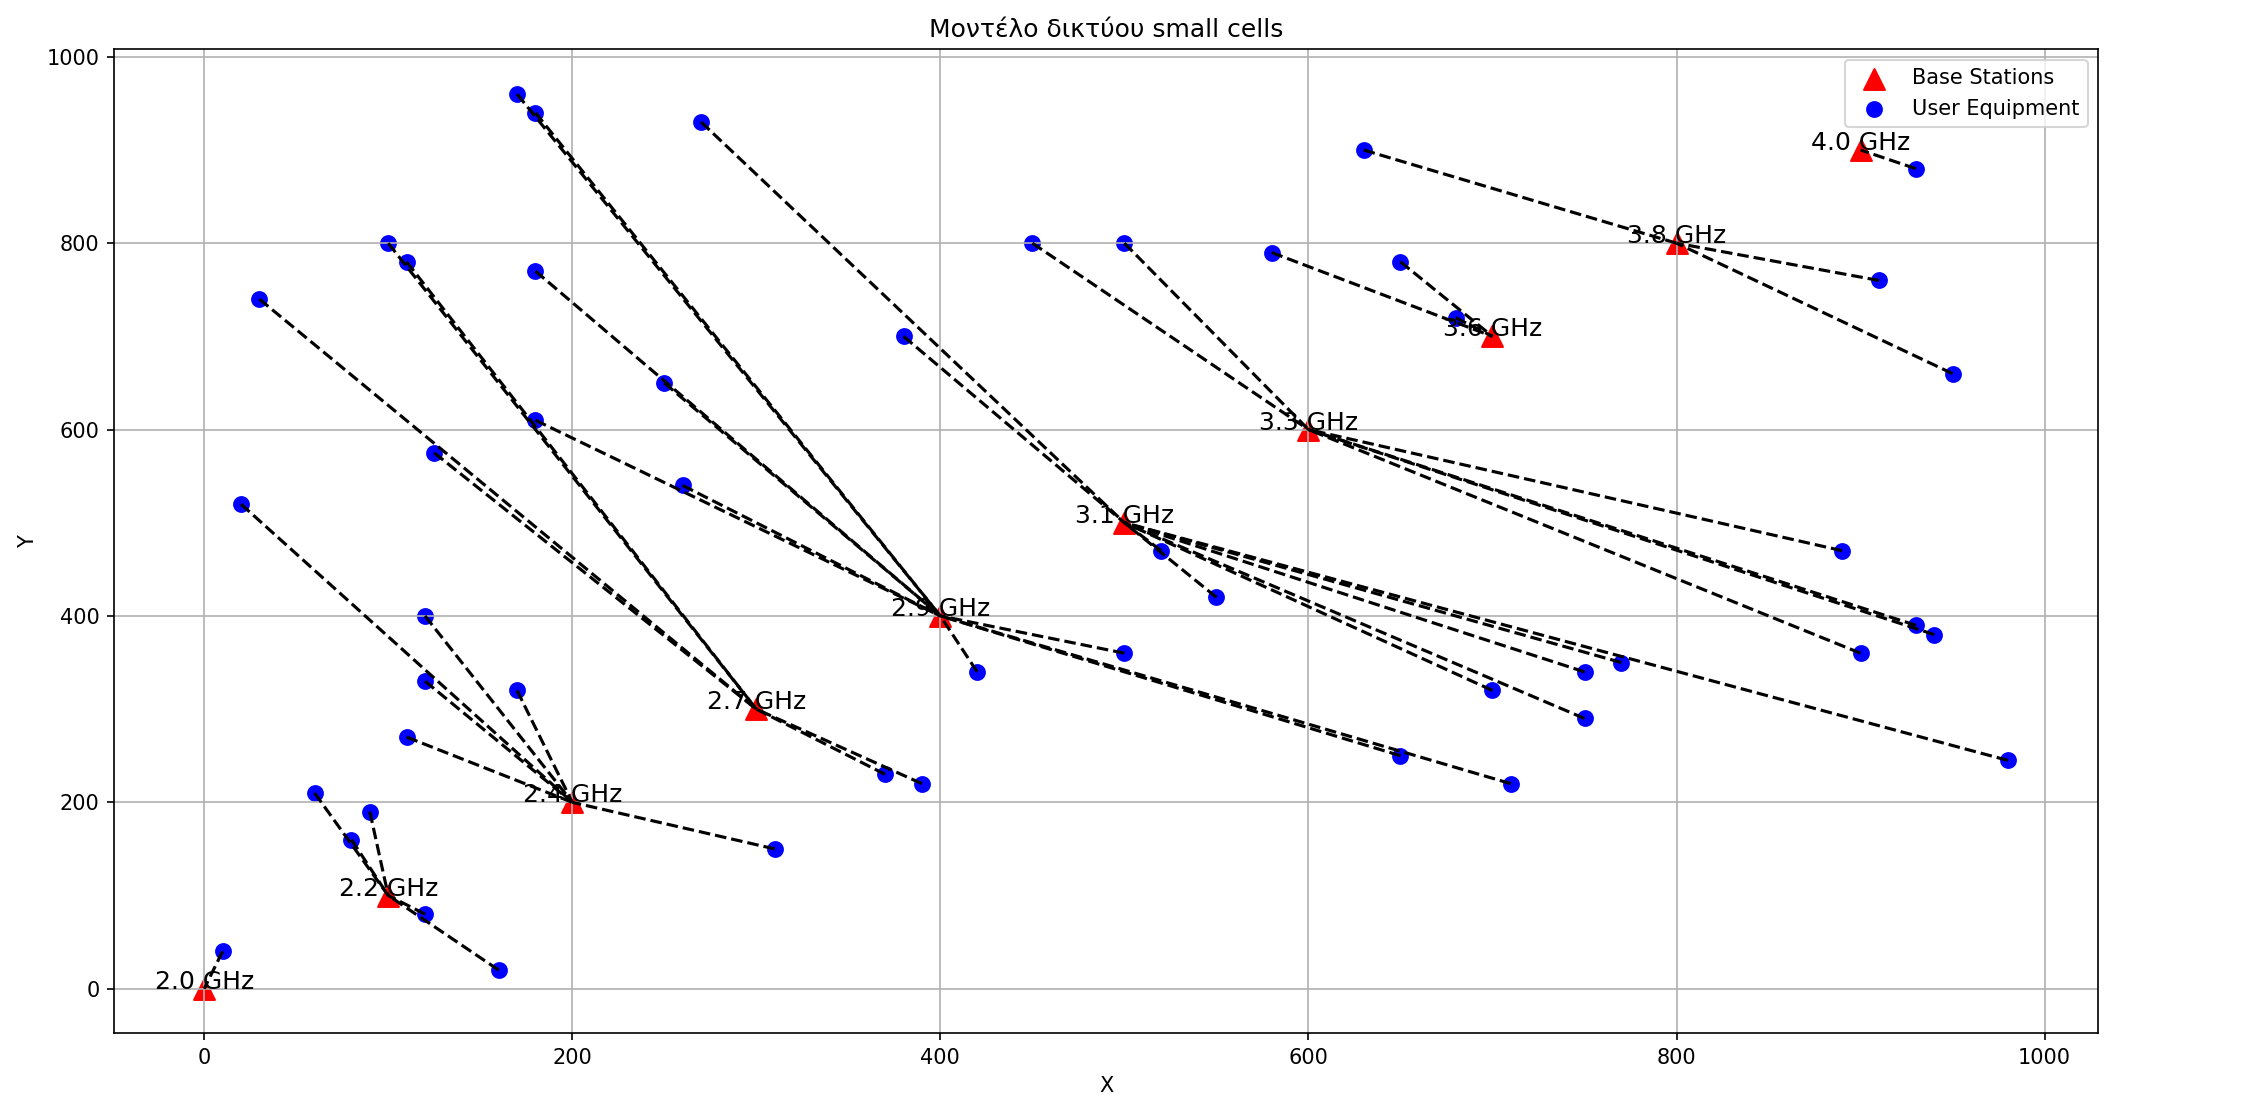 Μοντέλο δικτύου small cells
1000
800
600
400
200
0
Y
Base Stations
User Equipment
4.0 GHz
3.8 GHz
3.6 GHz
3.3 GHz
3.1 GHz
2.9 GHz
2.7 GHz
2.4 GHz
2.2 GHz
2.0 GHz
0
200
400
600
800
1000
X